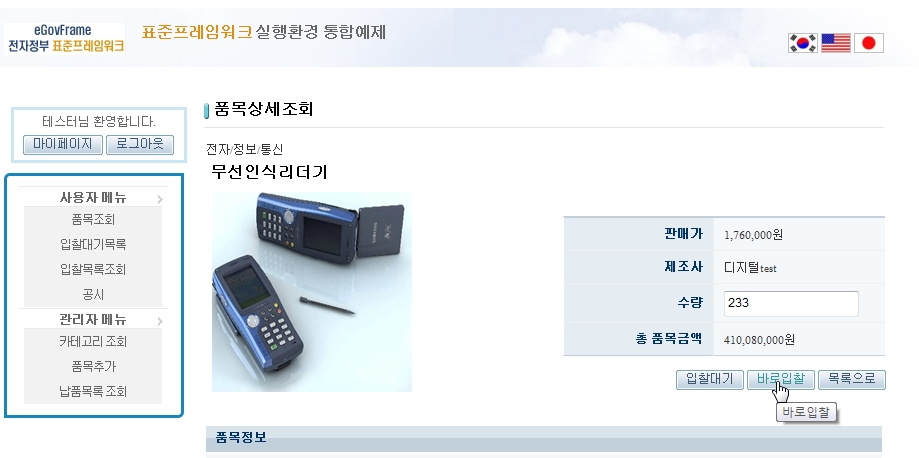 eGovFrame
전자정부 표준프레임워크
표준프레임워크 실행환경 통합예제
테스터님 환영합니다.
마이페이지 로그아웃
사용자 메뉴
품목조회
입찰대기목록
입찰목록조회
공시
관리자 메뉴
카테고리 조회
품목추가
납품목록 조회
품목상세조회
전자/정보/통신
무선인식리더기
판매가 1,760,000원
제조사 디지털test
수량 233
총 품목금액 410,080,000원
입찰대기 바로입찰 목록으로
바로입찰
품목정보